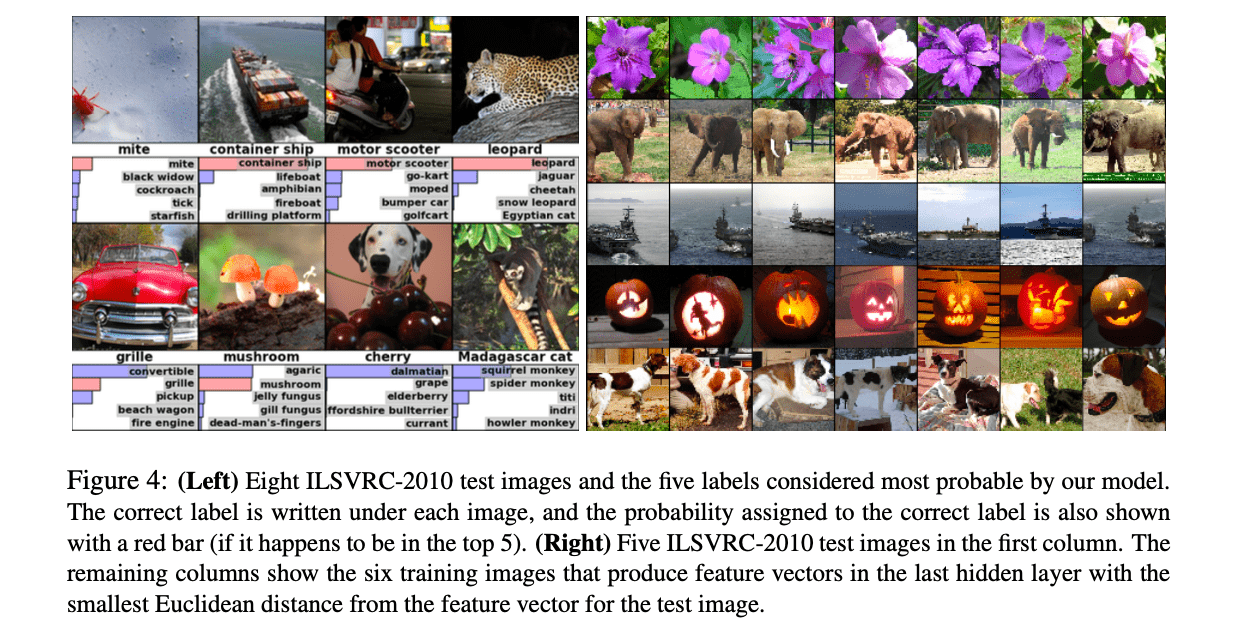 mite container ship motor scooter leopard
mite container ship motor scooter leopard
black widow lifeboat go-kart jaguar
cockroach amphibian moped cheetah
tick fireboat bumper car snow leopard
starfish drilling platform golfcart Egyptian cat
grille mushroom cherry Madagascar cat
convertible agaric dalmatian squirrel monkey
grille mushroom grape spider monkey
pickup jelly fungus elderberry titi
beach wagon gill fungus ffordshire bullterrier indri
fire engine dead-man's-fingers currant howler monkey
Figure 4: (Left) Eight ILSVRC-2010 test images and the five labels considered most probable by our model.
The correct label is written under each image, and the probability assigned to the correct label is also shown
with a red bar (if it happens to be in the top 5). (Right) Five ILSVRC-2010 test images in the first column. The
remaining columns show the six training images that produce feature vectors in the last hidden layer with the
smallest Euclidean distance from the feature vector for the test image.